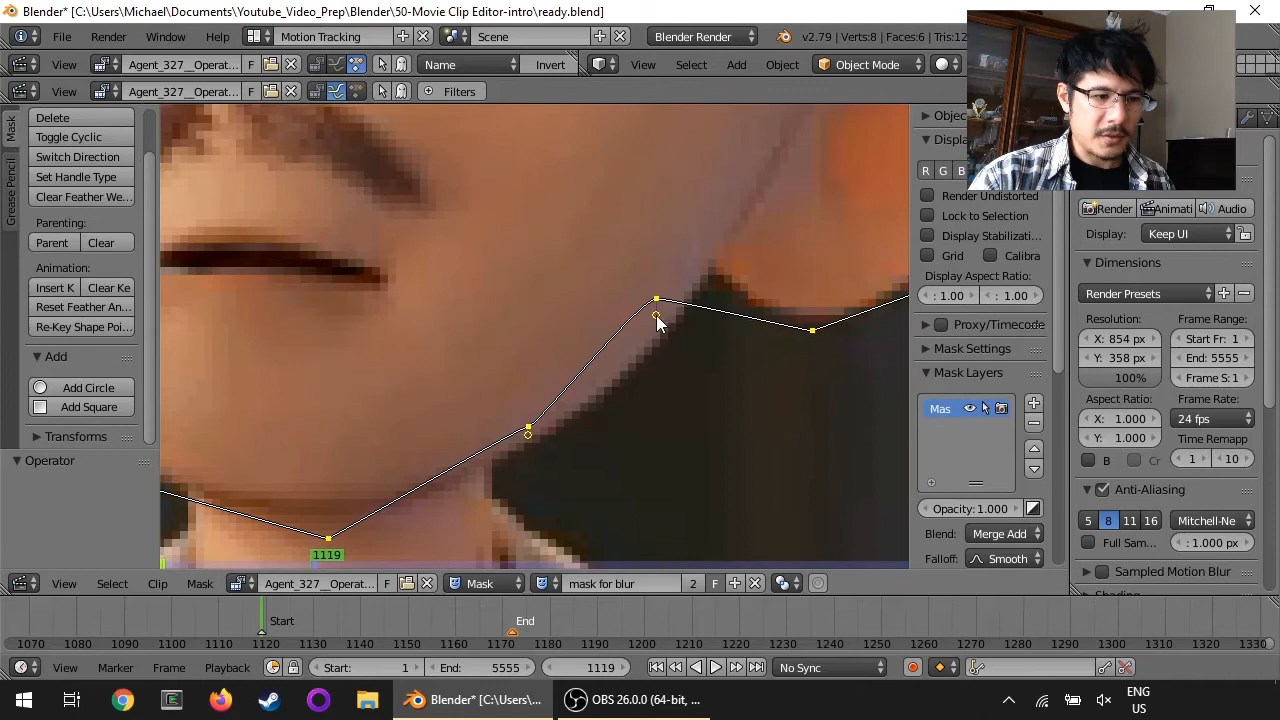 Blender* [C:\Users\Michael\Documents\Youtube_Video_Prep\Blender\50-Movie Clip Editor-intro\ready.blend]
File Render Window Help Motion Tracking Scene Blender Render v2.79 | Verts:8 | Faces:6 | Tris:12
View Agent_327__Operat... F Name Invert View Select Add Object Object Mode
View Agent_327__Operat... Filters
Mask
Grease Pencil
Delete
Toggle Cyclic
Switch Direction
Set Handle Type
Clear Feather We...
Parenting:
Parent Clear
Animation:
Insert K Clear Ke
Reset Feather An...
Re-Key Shape Poi...
Add
Add Circle
Add Square
Transforms
Operator
1119
Objec
Displa
R G B
Render Undistorted
Lock to Selection
Display Stabilizati...
Grid Calibra
Display Aspect Ratio:
: 1.00 : 1.00
Proxy/Timecode
Mask Settings
Mask Layers
Mas
Opacity:1.000
Blend: Merge Add
Falloff: Smooth
Render Animati Audio
Display: Keep UI
Dimensions
Render Presets
Resolution: Frame Range:
X: 854 px Start Fr: 1
Y: 358 px End: 5555
100% Frame S:1
Aspect Ratio: Frame Rate:
X: 1.000 24 fps
Y: 1.000 Time Remapp
B Cr 1 10
Anti-Aliasing
5 8 11 16 Mitchell-Ne
Full Sam... : 1.000 px
Sampled Motion Blur
View Select Clip Mask Agent_327__Operat... F Mask mask for blur 2 F
Start End
1070 1080 1090 1100 1110 1120 1130 1140 1150 1160 1170 1180 1190 1200 1210 1220 1230 1240 1250 1260 1270 1280 1290 1300 1310 1320 1330
View Marker Frame Playback Start: 1 End: 5555 1119 No Sync
Blender* [C:\Users\... OBS 26.0.0 (64-bit, ... ENG
US